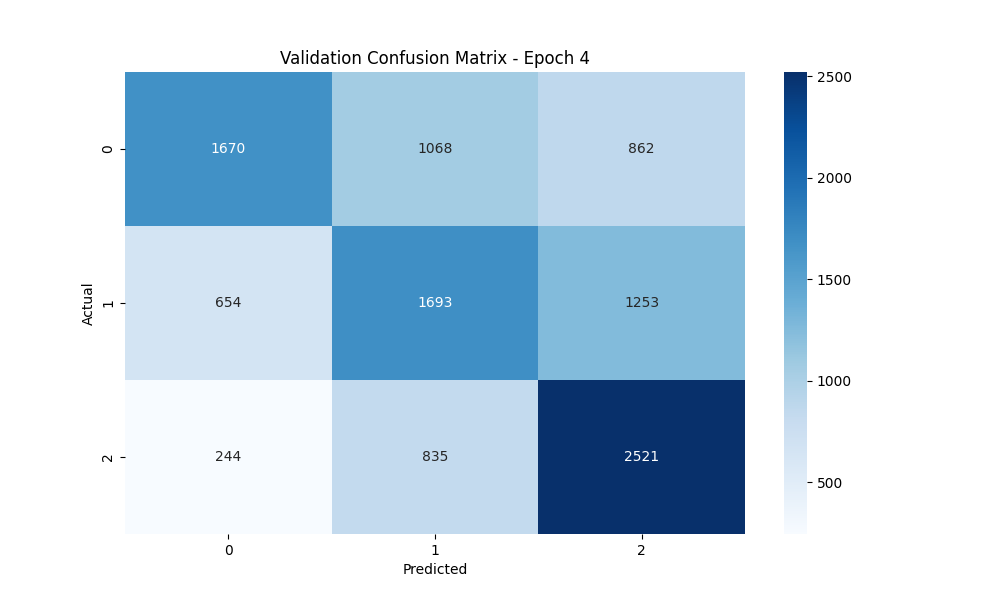 Validation Confusion Matrix - Epoch 4
0 1670 1068 862
1 654 1693 1253
2 244 835 2521
0 1 2
Predicted
Actual
2500
2000
1500
1000
500